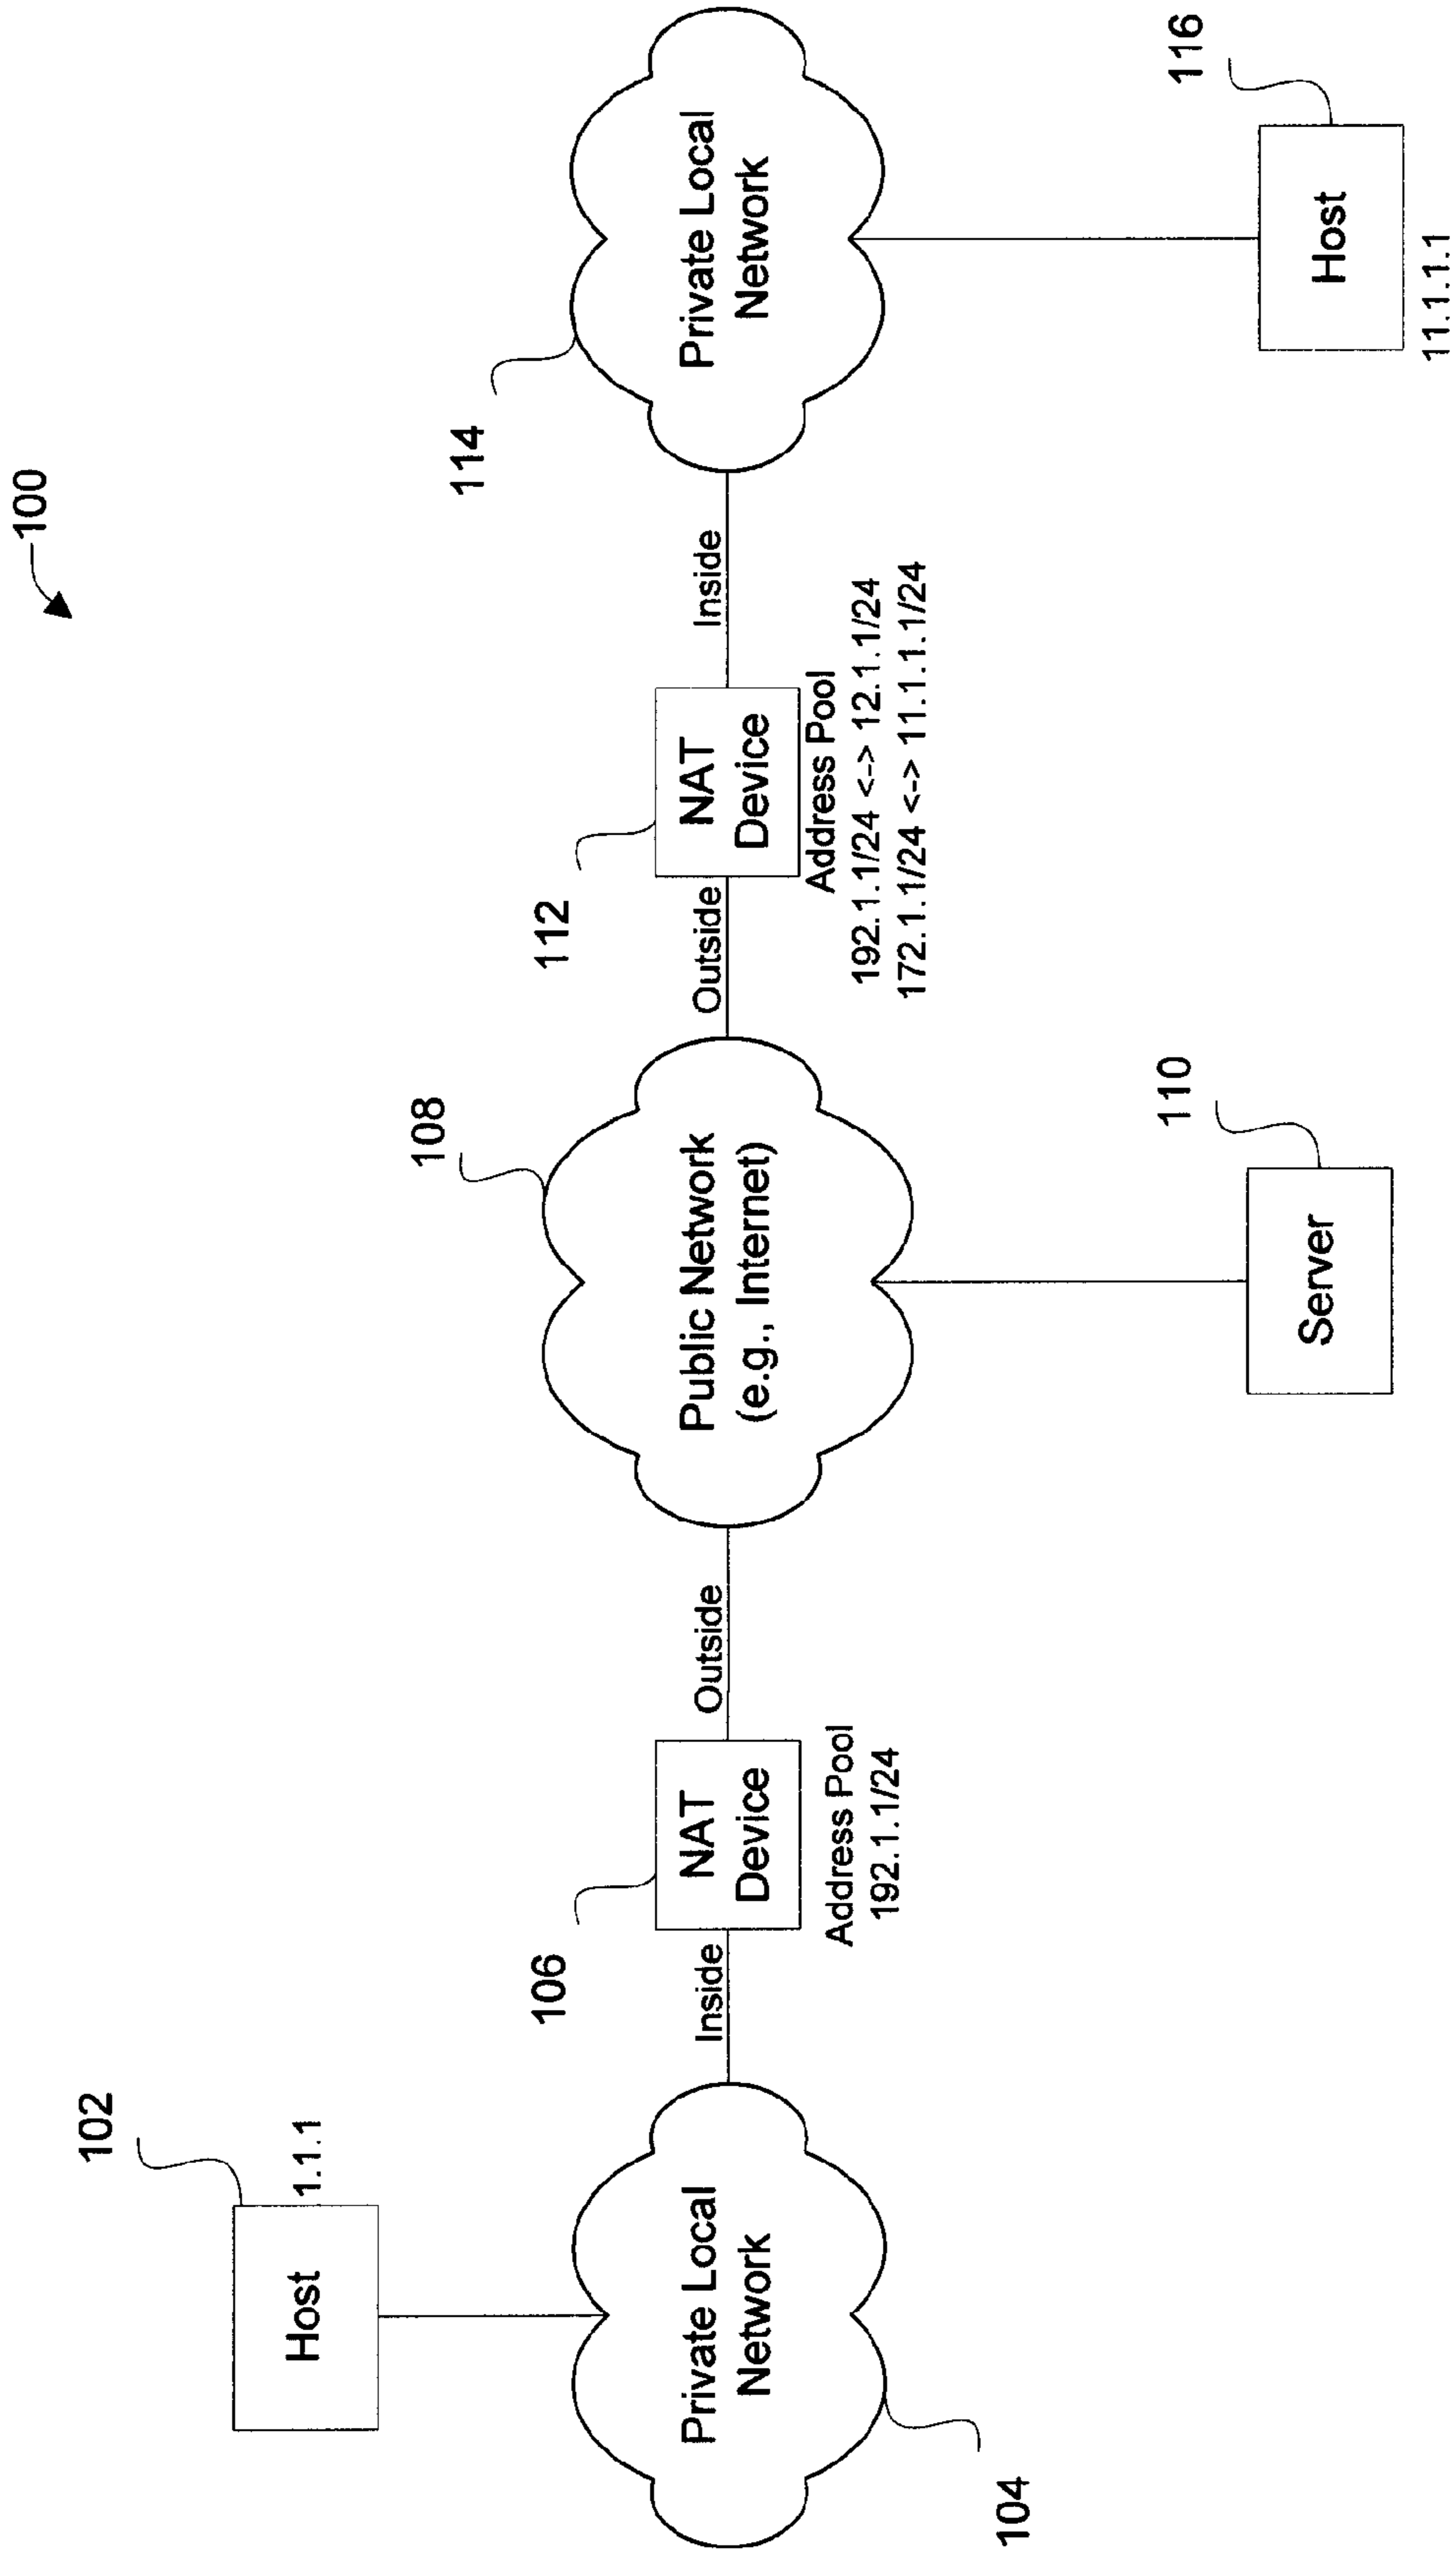 100
102
Host
1.1.1
Private Local
Network
104
Inside
106
NAT
Device
Address Pool
192.1.1/24
Outside
108
Public Network
(e.g., Internet)
Server
110
Outside
112
NAT
Device
Address Pool
192.1.1/24 <-> 12.1.1/24
172.1.1/24 <-> 11.1.1.1/24
Inside
114
Private Local
Network
Host
116
11.1.1.1